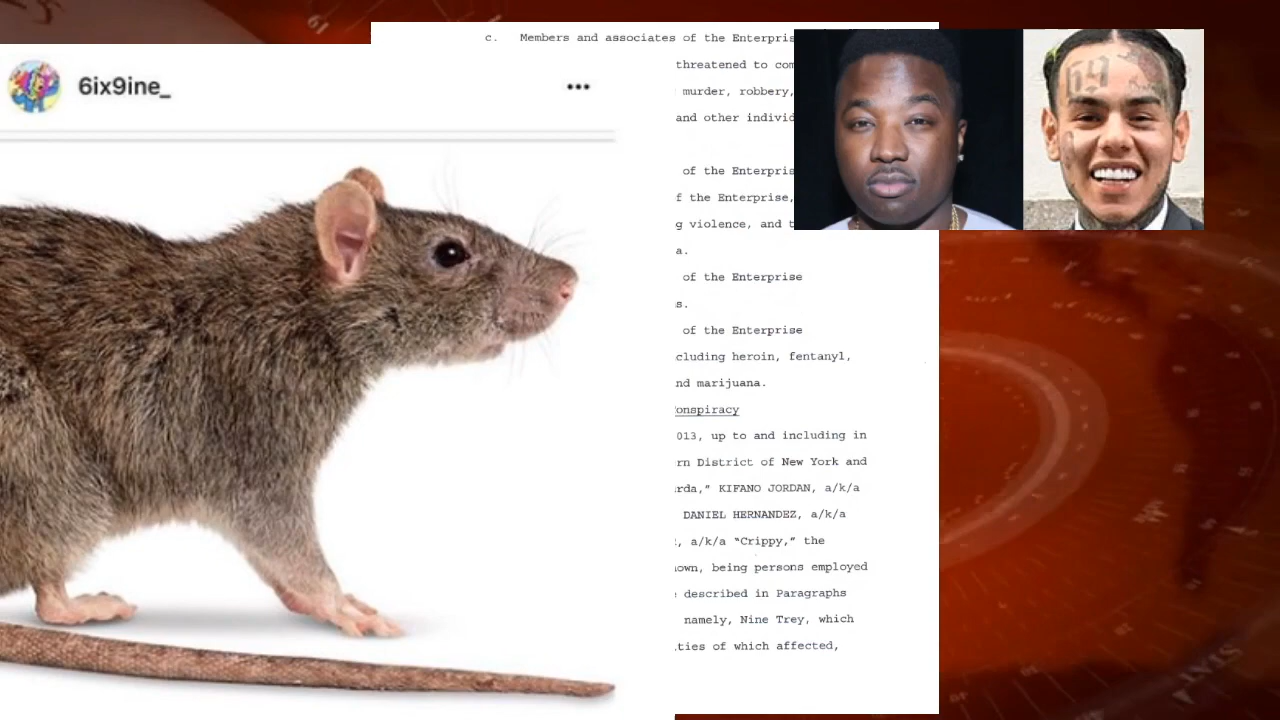 6ix9ine_
c. Members and associates of the Enterpris
threatened to com
murder, robbery,
and other individ
of the Enterpris
f the Enterprise,
g violence, and t
a.
of the Enterprise
s.
of the Enterprise
cluding heroin, fentanyl,
nd marijuana.
onspiracy
013, up to and including in
rn District of New York and
rda,” KIFANO JORDAN, a/k/a
DANIEL HERNANDEZ, a/k/a
, a/k/a “Crippy,” the
own, being persons employed
described in Paragraphs
namely, Nine Trey, which
ties of which affected,
69